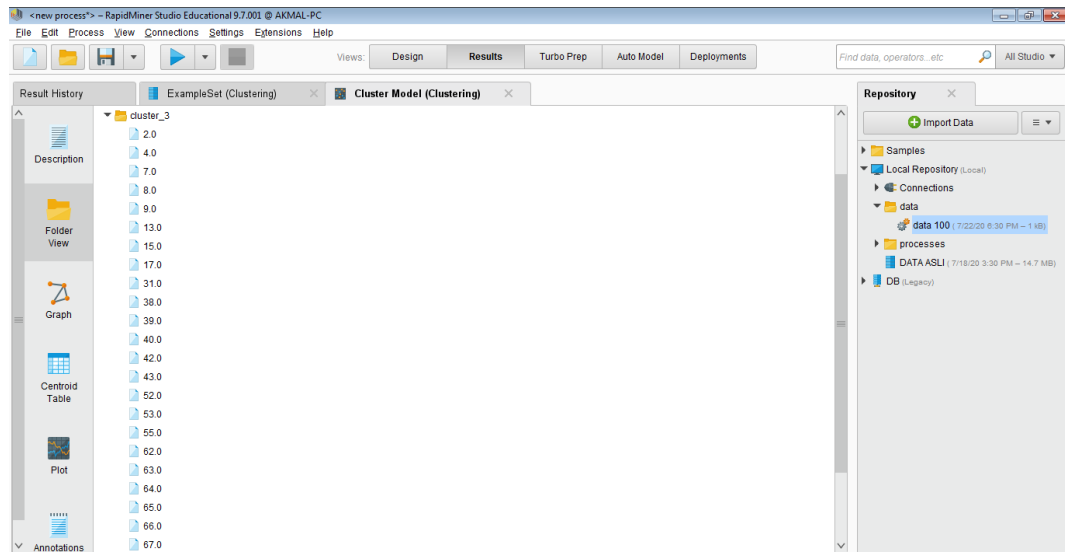 <new process*> – RapidMiner Studio Educational 9.7.001 @ AKMAL-PC
File Edit Process View Connections Settings Extensions Help
Views: Design Results Turbo Prep Auto Model Deployments
Find data, operators...etc
All Studio
Result History
ExampleSet (Clustering)
Cluster Model (Clustering)
Description
Folder View
Graph
Centroid Table
Plot
Annotations
cluster_3
2.0
4.0
7.0
8.0
9.0
13.0
15.0
17.0
31.0
38.0
39.0
40.0
42.0
43.0
52.0
53.0
55.0
62.0
63.0
64.0
65.0
66.0
67.0
Repository
Import Data
Samples
Local Repository (Local)
Connections
data
data 100 (7/22/20 6:30 PM – 1 kB)
processes
DATA ASLI (7/18/20 3:30 PM – 14.7 MB)
DB (Legacy)